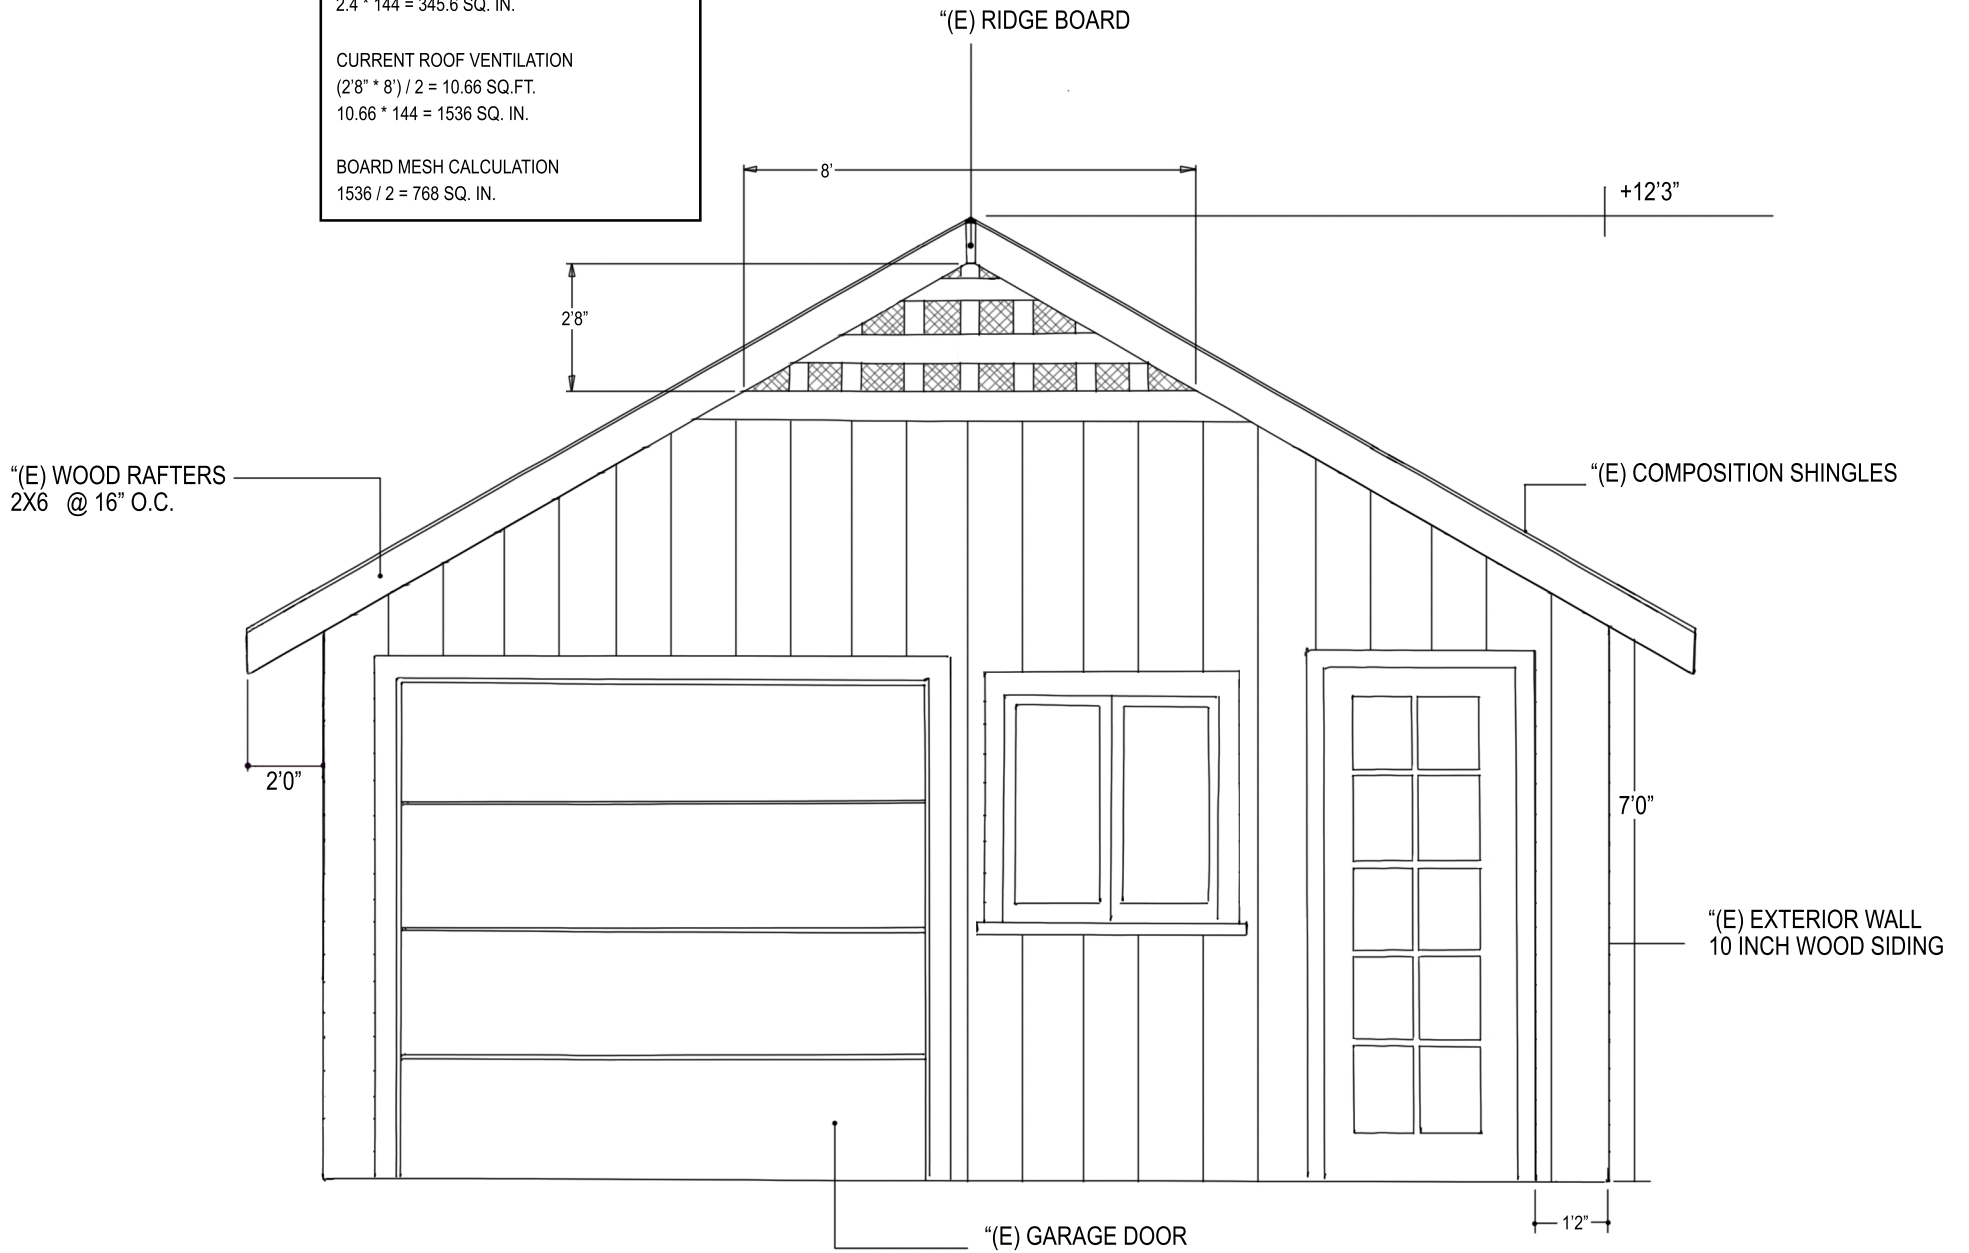 2.4 * 144 = 345.6 SQ. IN.
CURRENT ROOF VENTILATION
(2'8” * 8') / 2 = 10.66 SQ.FT.
10.66 * 144 = 1536 SQ. IN.
BOARD MESH CALCULATION
1536 / 2 = 768 SQ. IN.
“(E) RIDGE BOARD
8'
+12’3”
2’8”
“(E) WOOD RAFTERS
2X6 @ 16” O.C.
“(E) COMPOSITION SHINGLES
2’0”
7’0”
“(E) EXTERIOR WALL
10 INCH WOOD SIDING
1’2”
“(E) GARAGE DOOR